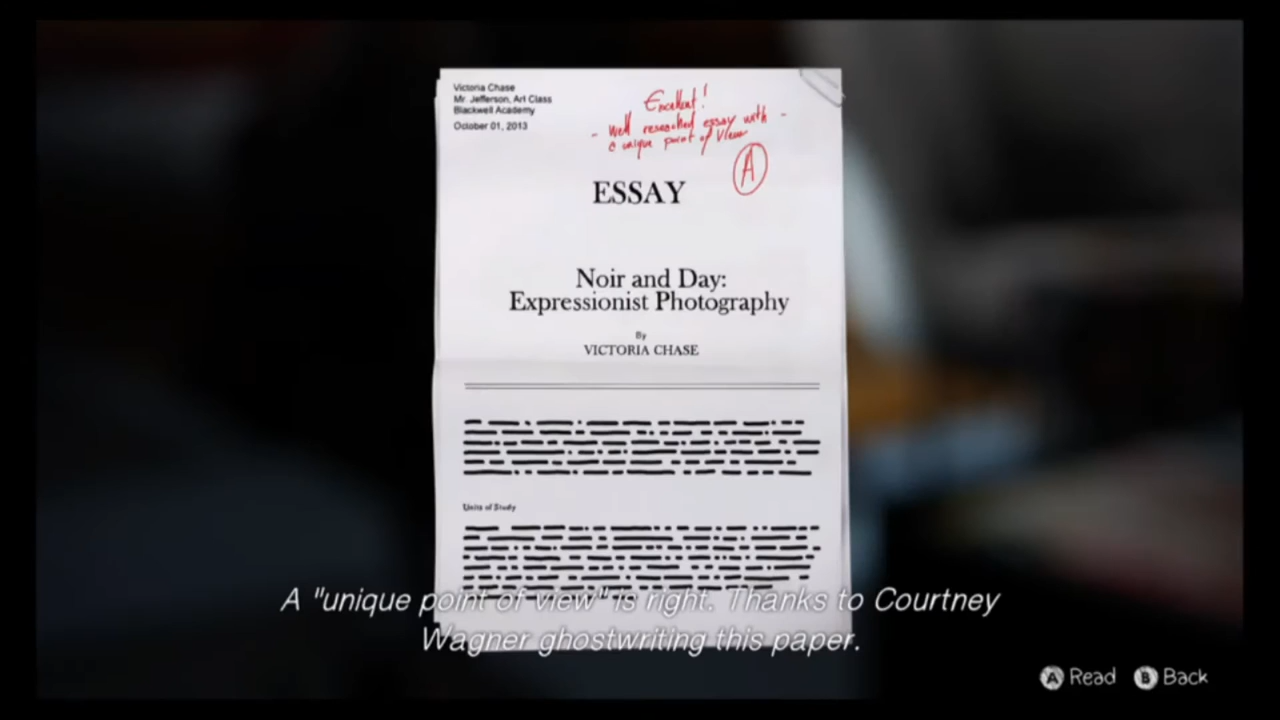 Victoria Chase
Mr. Jefferson, Art Class
Blackwell Academy
October 01, 2013
Excellent!
- Well researched essay with -
a unique point of View
A
ESSAY
Noir and Day:
Expressionist Photography
By
VICTORIA CHASE
Units of Study
A "unique point of view" is right. Thanks to Courtney
Wagner ghostwriting this paper.
A Read B Back